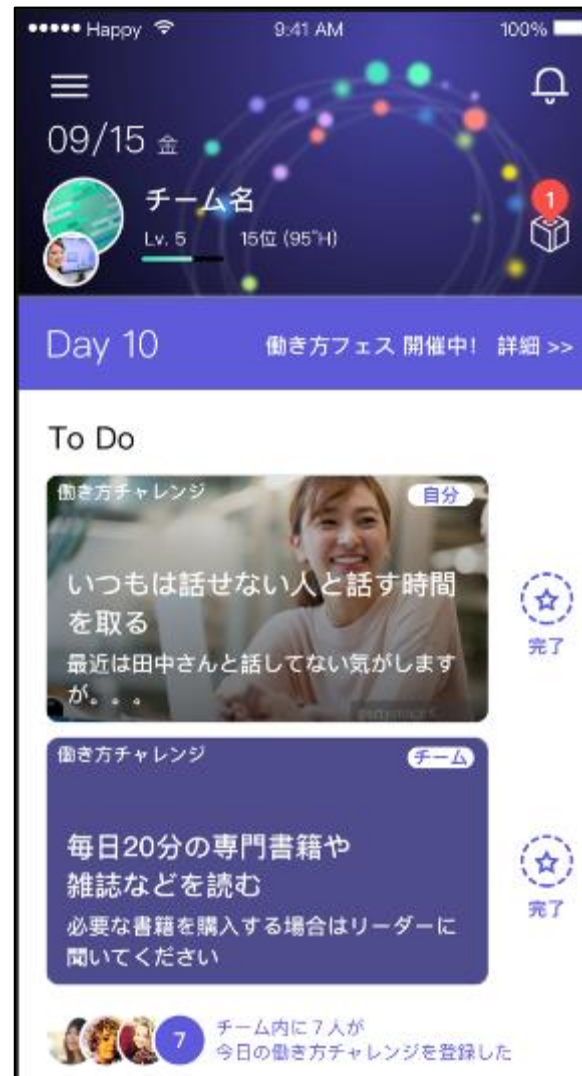 Happy 9:41 AM 100%
09/15 金
1
チーム名
Lv. 5 15位 (95°H)
Day 10 働き方フェス 開催中! 詳細 >>
To Do
働き方チャレンジ 自分
いつもは話せない人と話す時間
を取る
最近は田中さんと話してない気がします
が。。。
完了
働き方チャレンジ チーム
毎日20分の専門書籍や
雑誌などを読む
必要な書籍を購入する場合はリーダーに
聞いてください
完了
7
チーム内に7人が
今日の働き方チャレンジを登録した